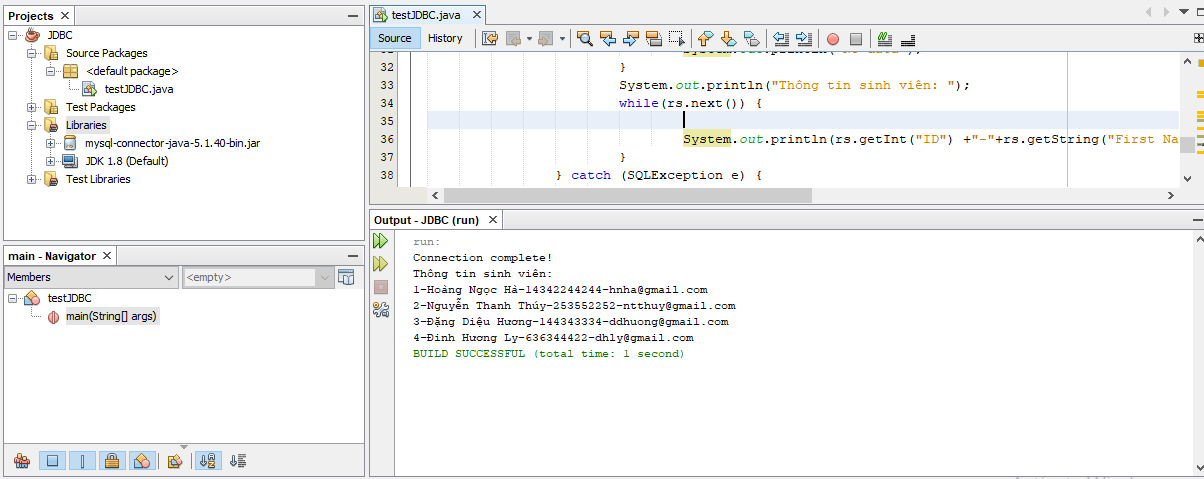 Projects
JDBC
Source Packages
<default package>
testJDBC.java
Test Packages
Libraries
mysql-connector-java-5.1.40-bin.jar
JDK 1.8 (Default)
Test Libraries
main - Navigator
Members <empty>
testJDBC
main(String[] args)
testJDBC.java
Source History
32 }
33 System.out.println("Thông tin sinh viên: ");
34 while(rs.next()) {
35
36 System.out.println(rs.getInt("ID") +"-"+rs.getString("First Na
37 }
38 } catch (SQLException e) {
Output - JDBC (run)
run:
Connection complete!
Thông tin sinh viên:
1-Hoàng Ngọc Hà-14342244244-hnha@gmail.com
2-Nguyễn Thanh Thúy-253552252-ntthuy@gmail.com
3-Đặng Diệu Hương-144343334-ddhuong@gmail.com
4-Đinh Hương Ly-636344422-dhly@gmail.com
BUILD SUCCESSFUL (total time: 1 second)